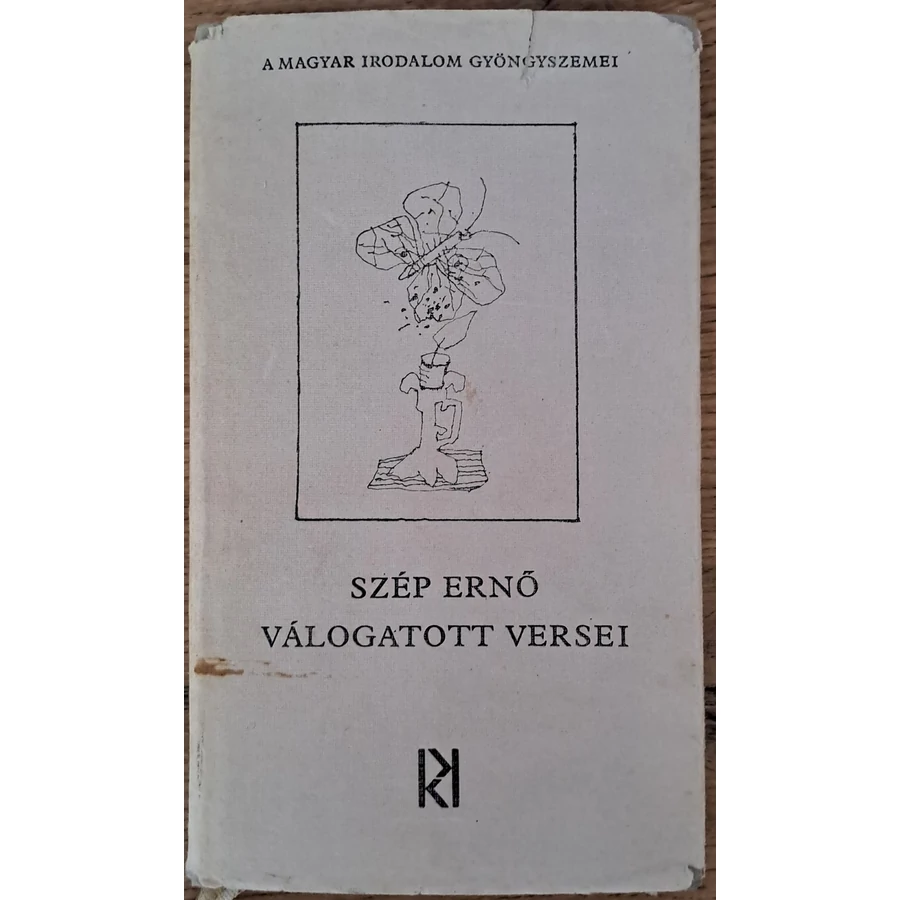 A MAGYAR IRODALOM GYÖNGYSZEMEI
SZÉP ERNŐ
VÁLOGATOTT VERSEI